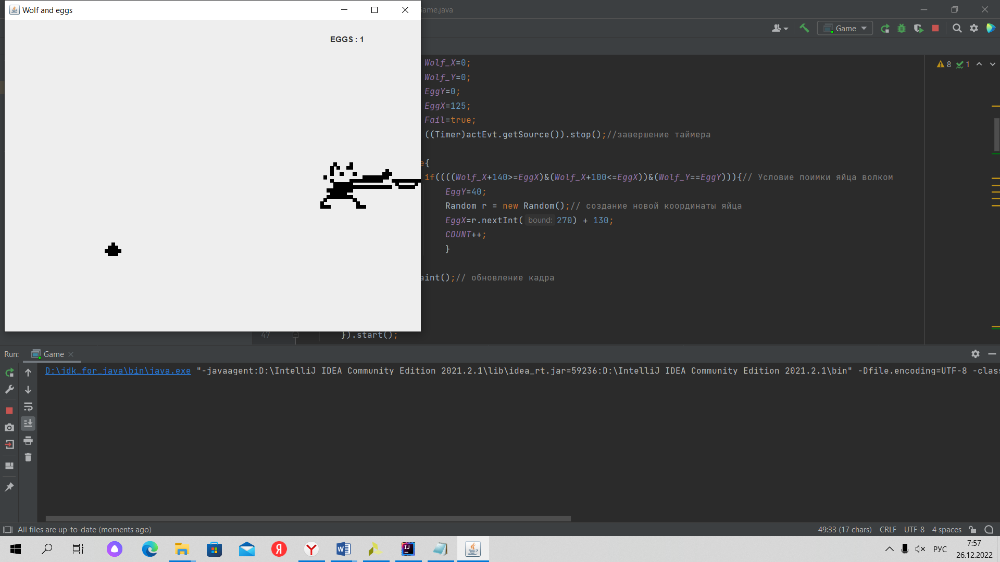 Wolf and eggs
ame.java
Game
EGGS : 1
8
1
Wolf_X=0;
Wolf_Y=0;
EggY=0;
EggX=125;
Fail=true;
((Timer)actEvt.getSource()).stop();//завершение таймера
e{
if((((Wolf_X+140>=EggX)&(Wolf_X+100<=EggX))&(Wolf_Y==EggY))){// Условие поимки яйца волком
EggY=40;
Random r = new Random();// создание новой координаты яйца
EggX=r.nextInt( bound: 270) + 130;
COUNT++;
}
aint();// обновление кадра
47 }).start();
Run: Game
D:\jdk_for_java\bin\java.exe "-javaagent:D:\IntelliJ IDEA Community Edition 2021.2.1\lib\idea_rt.jar=59236:D:\IntelliJ IDEA Community Edition 2021.2.1\bin" -Dfile.encoding=UTF-8 -clas
All files are up-to-date (moments ago)
49:33 (17 chars) CRLF UTF-8 4 spaces
РУС
7:57
26.12.2022